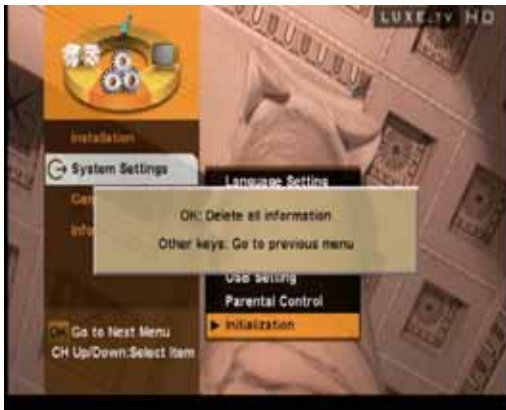 LUXE.TV HD
Installation
System Settings
Language Setting
OK: Delete all information
Other keys: Go to previous menu
USB Setting
Parental Control
Initialization
OK Go to Next Menu
CH Up/Down:Select Item